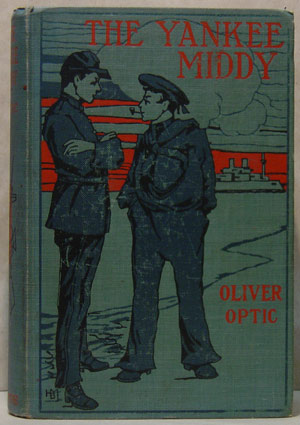 THE YANKEE
MIDDY
OLIVER
OPTIC